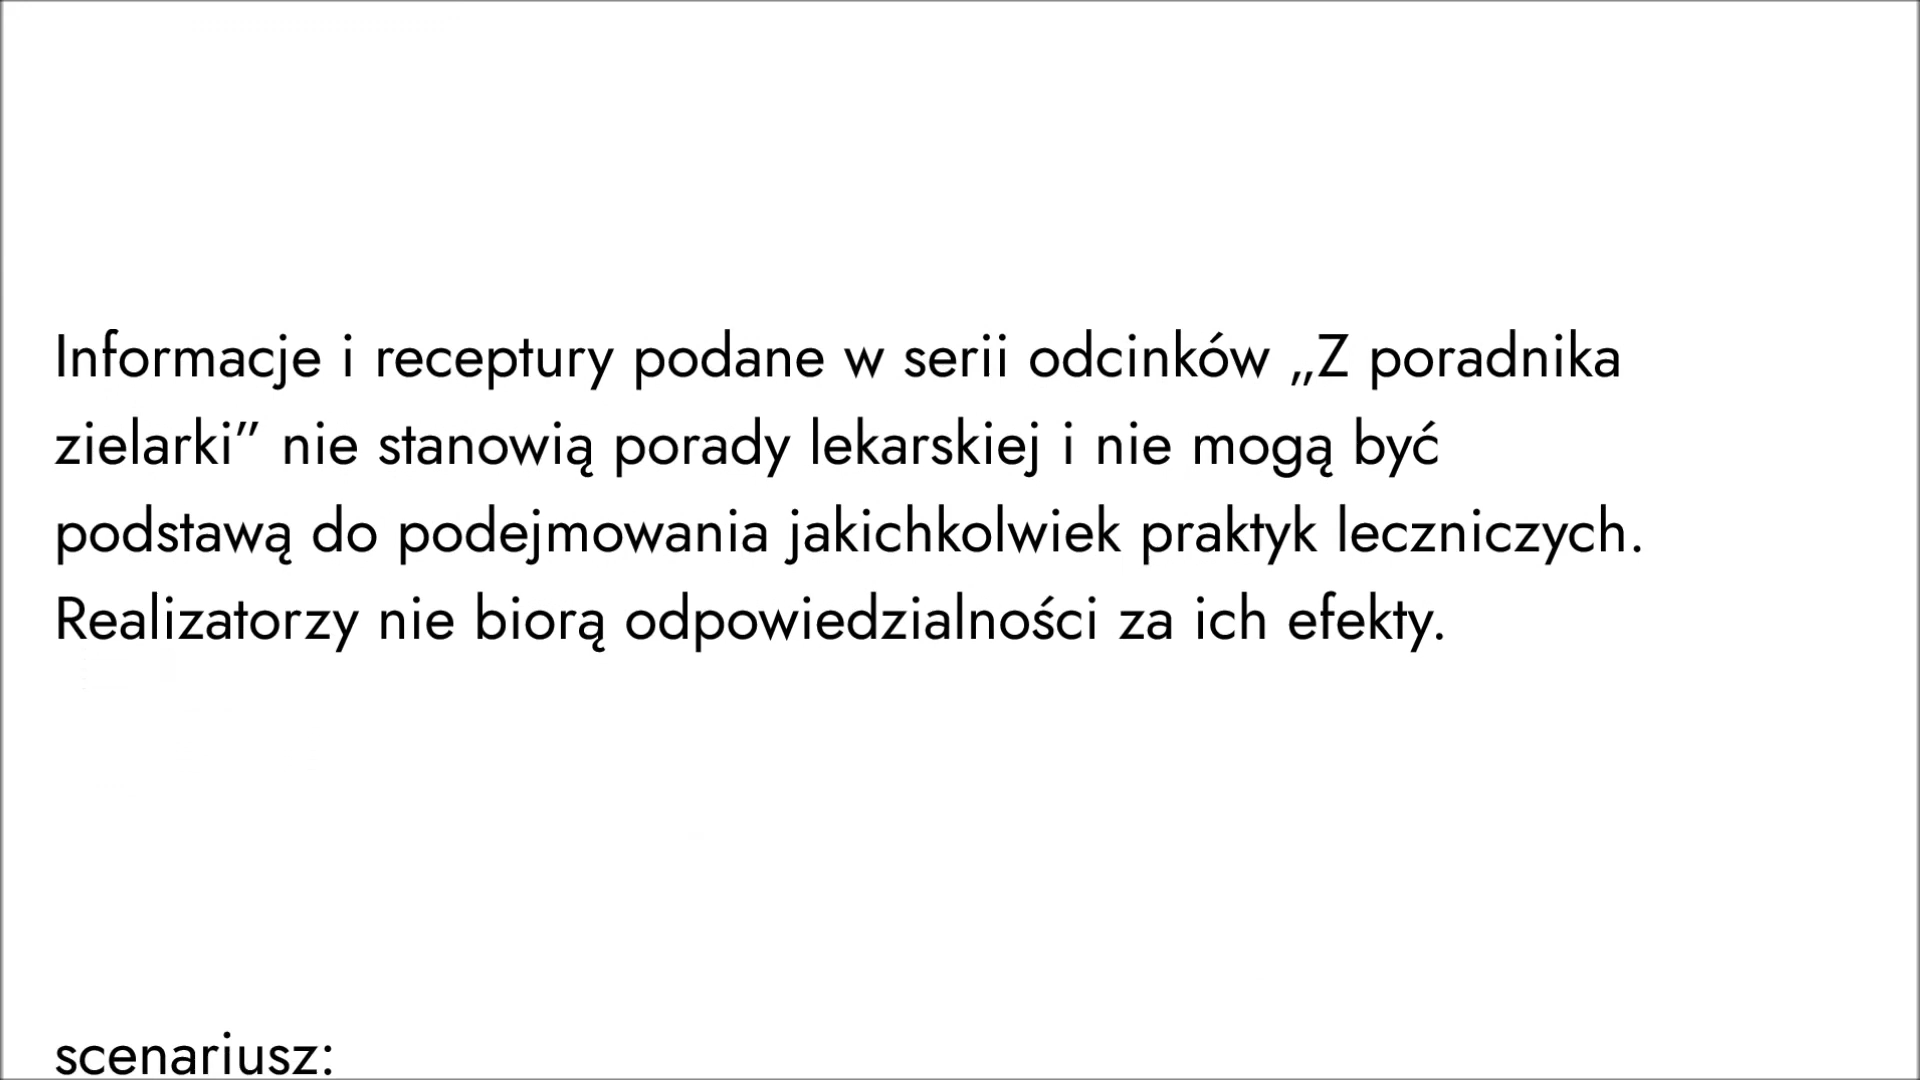 Informacje i receptury podane w serii odcinków „Z poradnika
zielarki” nie stanowią porady lekarskiej i nie mogą być
podstawą do podejmowania jakichkolwiek praktyk leczniczych.
Realizatorzy nie biorą odpowiedzialności za ich efekty.
scenariusz: